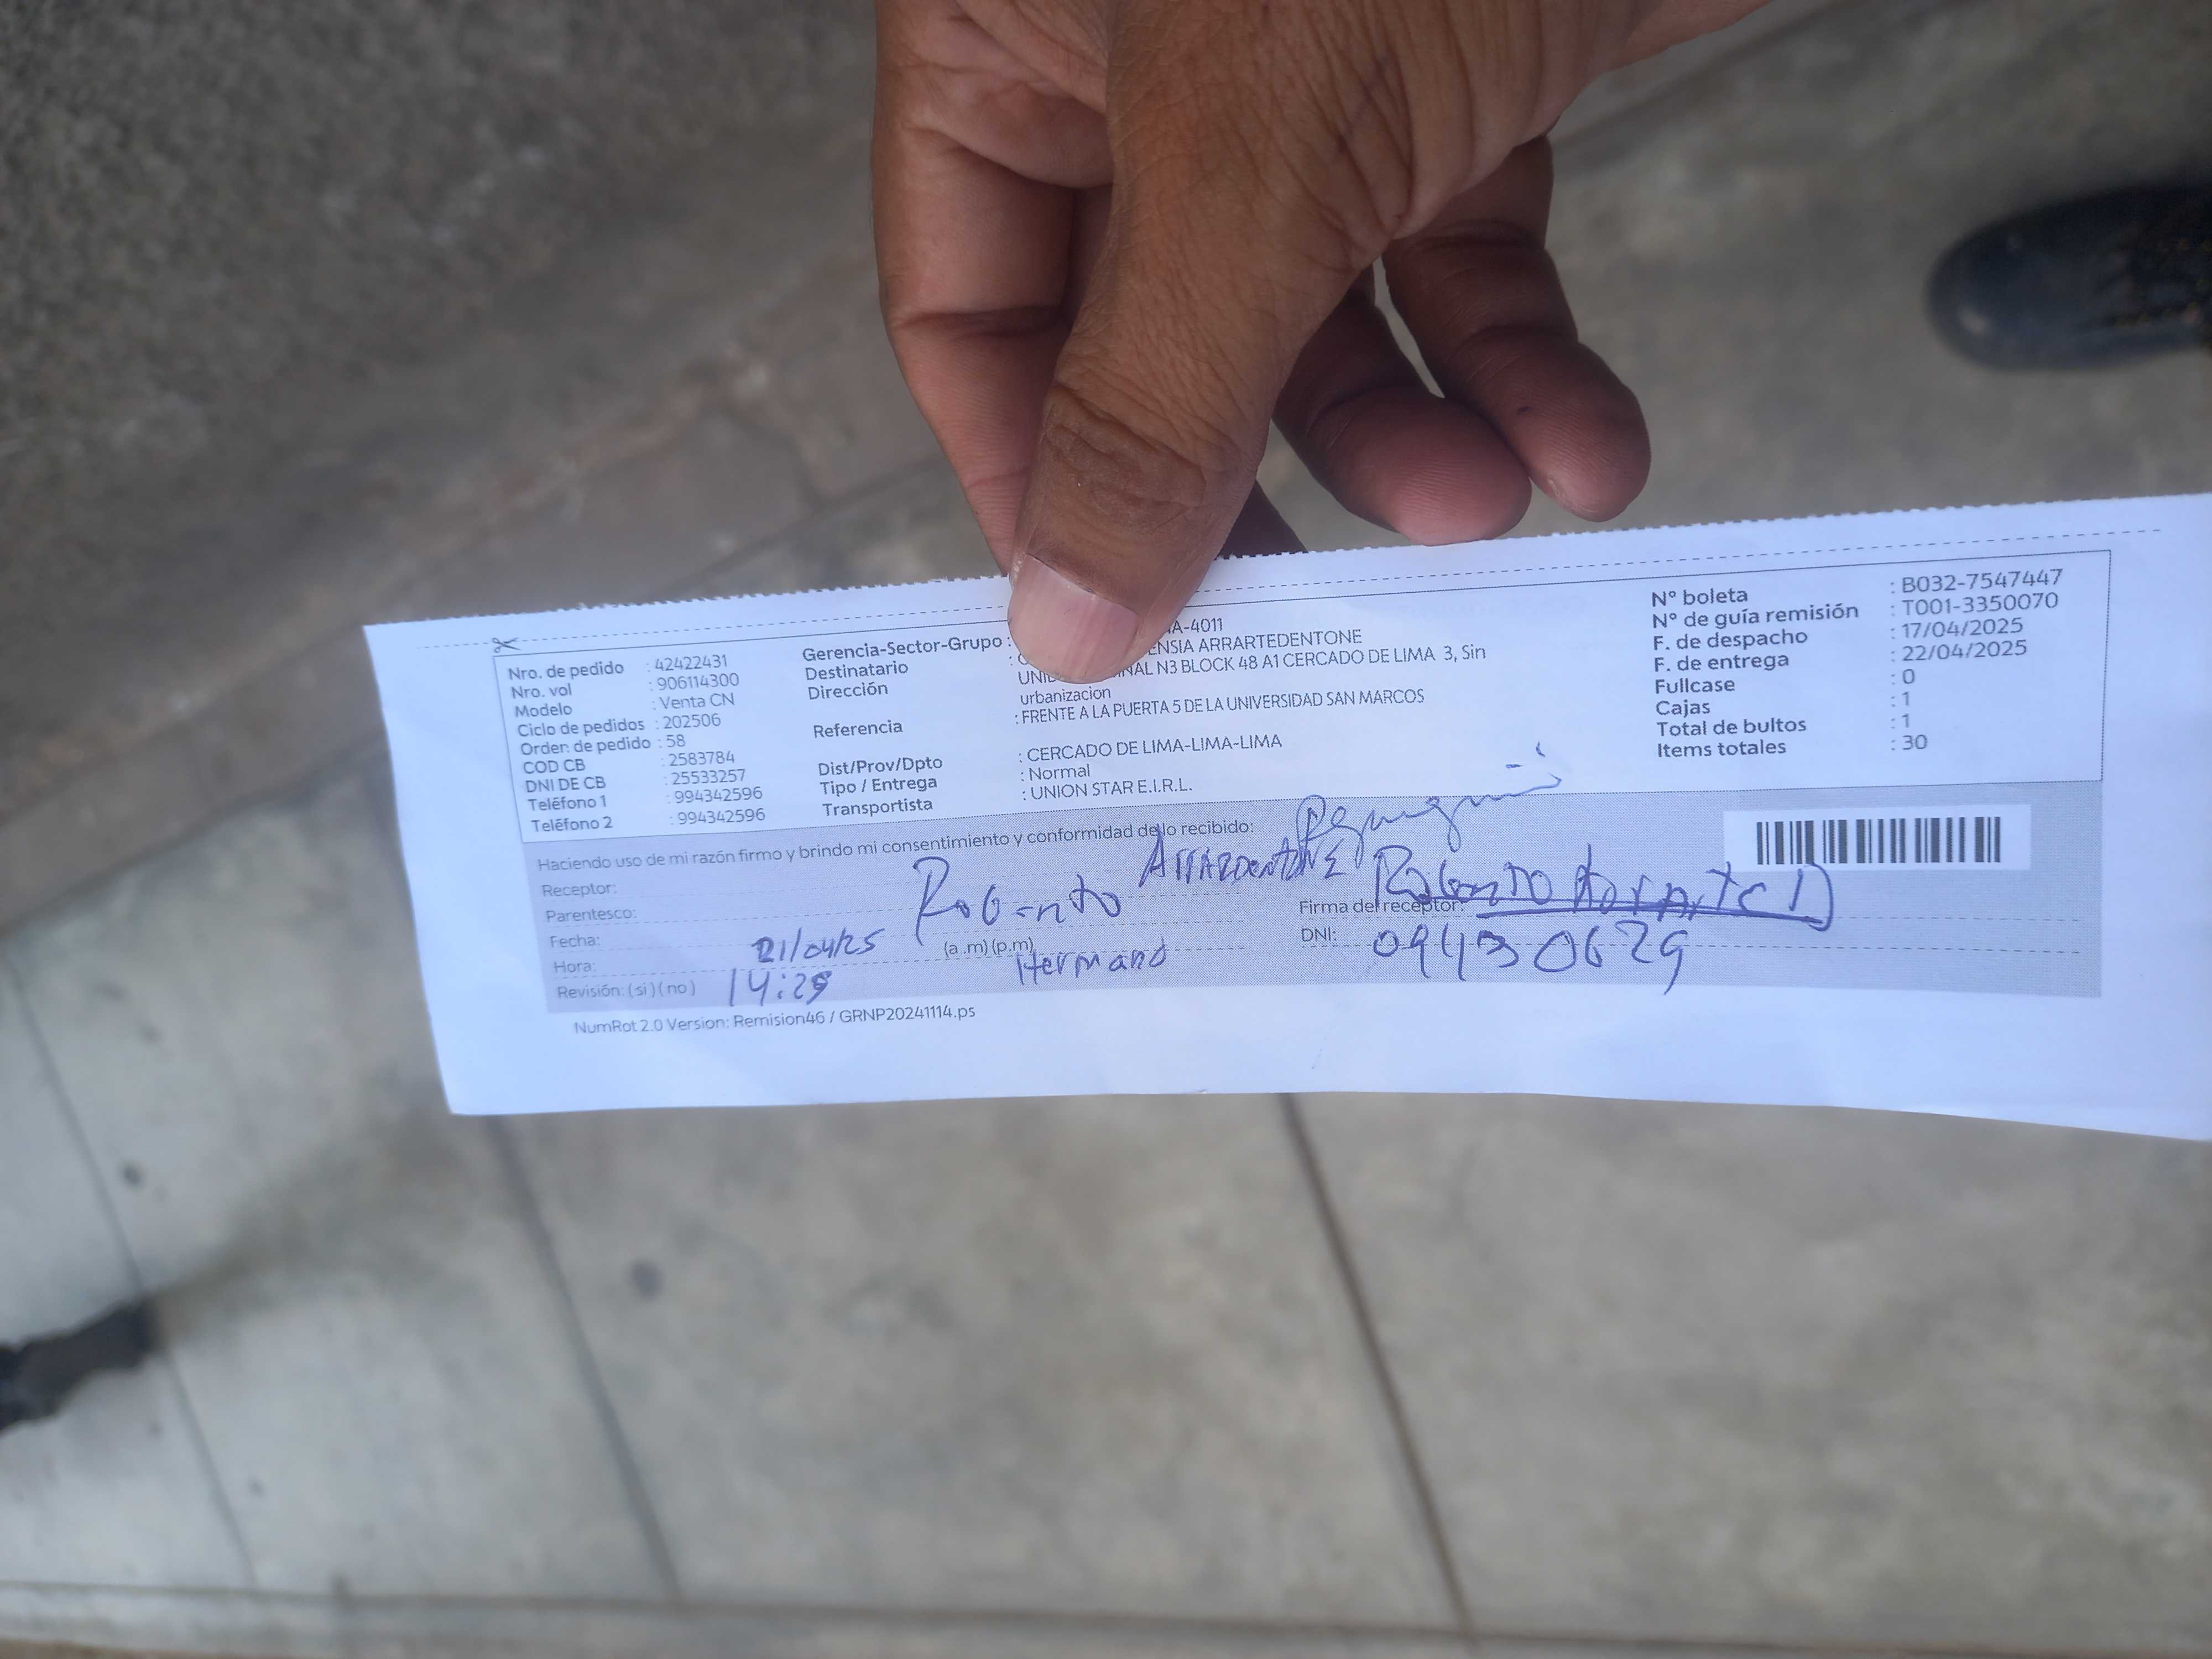 Nro. de pedido : 42422431
Nro. vol : 906114300
Modelo : Venta CN
Ciclo de pedidos : 202506
Orden de pedido : 58
COD CB : 2583784
DNI DE CB : 25533257
Teléfono 1 : 994342596
Teléfono 2 : 994342596
Gerencia-Sector-Grupo : A-4011
Destinatario : ENSIA ARRARTEDENTONE
Dirección : NAL N3 BLOCK 48 A1 CERCADO DE LIMA 3, Sin
urbanizacion
Referencia : FRENTE A LA PUERTA 5 DE LA UNIVERSIDAD SAN MARCOS
Dist/Prov/Dpto : CERCADO DE LIMA-LIMA-LIMA
Tipo / Entrega : Normal
Transportista : UNION STAR E.I.R.L.
N° boleta : B032-7547447
N° de guía remisión : T001-3350070
F. de despacho : 17/04/2025
F. de entrega : 22/04/2025
Fullcase : 0
Cajas : 1
Total de bultos : 1
Items totales : 30
Haciendo uso de mi razón firmo y brindo mi consentimiento y conformidad de lo recibido:
Receptor: Roberto
Parentesco: Hermano
Fecha: 21/04/25
Hora: 14:29 (a .m) (p.m)
Revisión: (si) (no)
Firma del receptor: Roberto
DNI: 09430629
NumRot 2.0 Version: Remision46 / GRNP20241114.ps